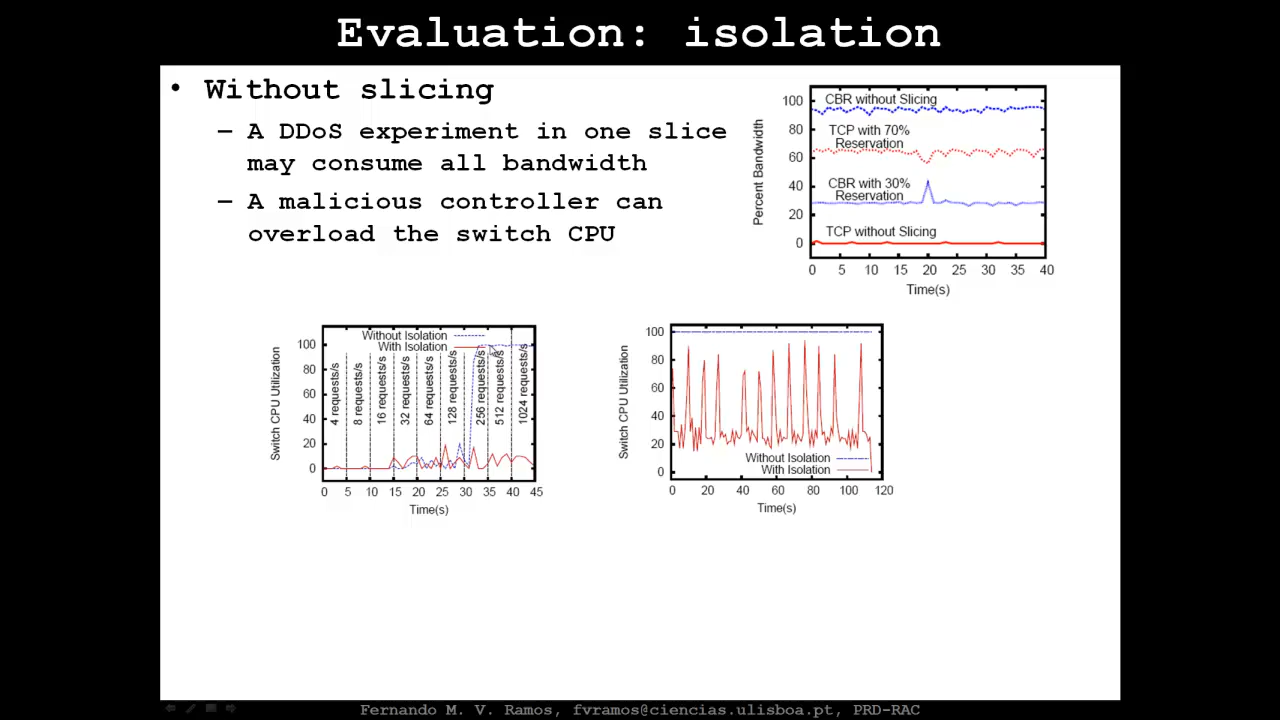 Evaluation: isolation
• Without slicing
– A DDoS experiment in one slice
may consume all bandwidth
– A malicious controller can
overload the switch CPU
Percent Bandwidth
100
80
60
40
20
0
CBR without Slicing
TCP with 70%
Reservation
CBR with 30%
Reservation
TCP without Slicing
0 5 10 15 20 25 30 35 40
Time(s)
Switch CPU Utilization
100
80
60
40
20
0
Without Isolation
With Isolation
4 requests/s
8 requests/s
16 requests/s
32 requests/s
64 requests/s
128 requests/s
256 requests/s
512 requests/s
1024 requests/s
0 5 10 15 20 25 30 35 40 45
Time(s)
Switch CPU Utilization
100
80
60
40
20
0
Without Isolation
With Isolation
0 20 40 60 80 100 120
Time(s)
Fernando M. V. Ramos, fvramos@ciencias.ulisboa.pt, PRD-RAC